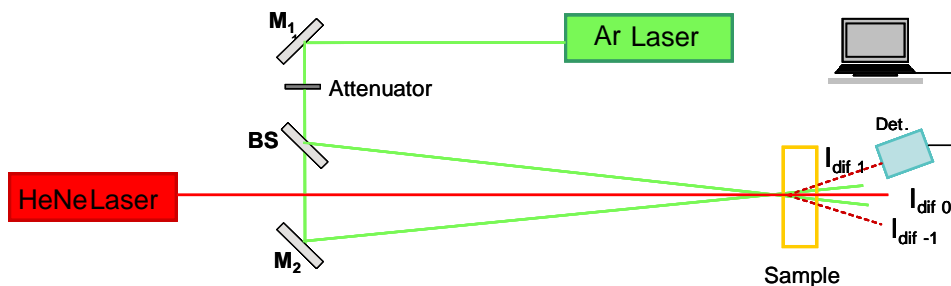 M1
Ar Laser
Attenuator
BS
Det.
Idif 1
HeNeLaser
Idif 0
Idif -1
M2
Sample